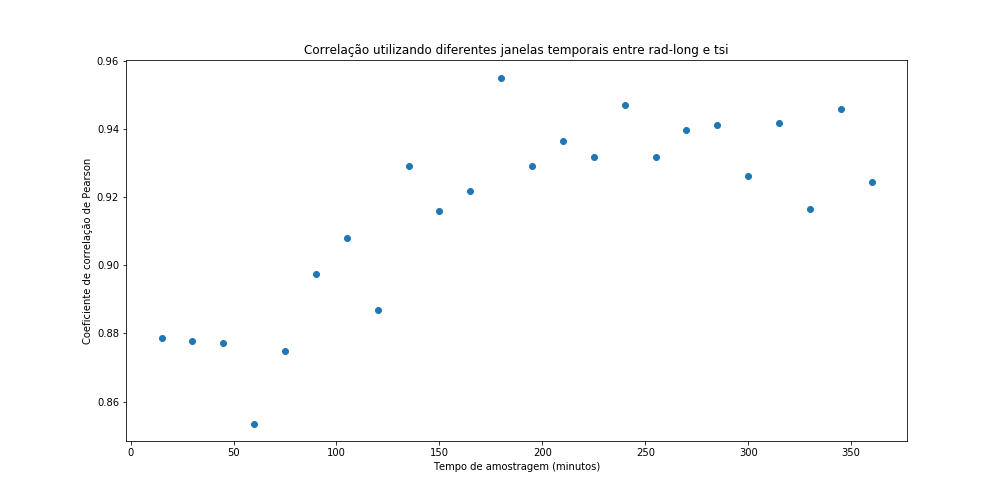 Correlação utilizando diferentes janelas temporais entre rad-long e tsi
0.96
0.94
0.92
0.90
0.88
0.86
Coeficiente de correlação de Pearson
0 50 100 150 200 250 300 350
Tempo de amostragem (minutos)